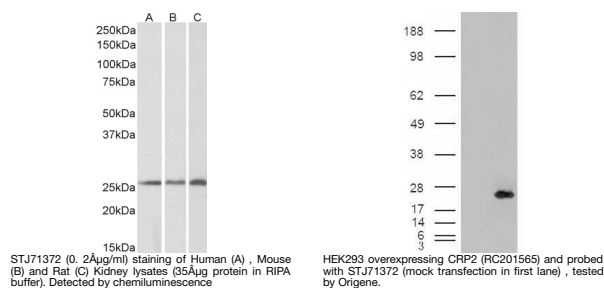 A B C
250kDa
150kDa
100kDa
75kDa
50kDa
37kDa
25kDa
20kDa
15kDa
STJ71372 (0. 2Âµg/ml) staining of Human (A) , Mouse
(B) and Rat (C) Kidney lysates (35Âµg protein in RIPA
buffer). Detected by chemiluminescence
188
98
62
49
38
28
17
14
6
3
HEK293 overexpressing CRP2 (RC201565) and probed
with STJ71372 (mock transfection in first lane) , tested
by Origene.